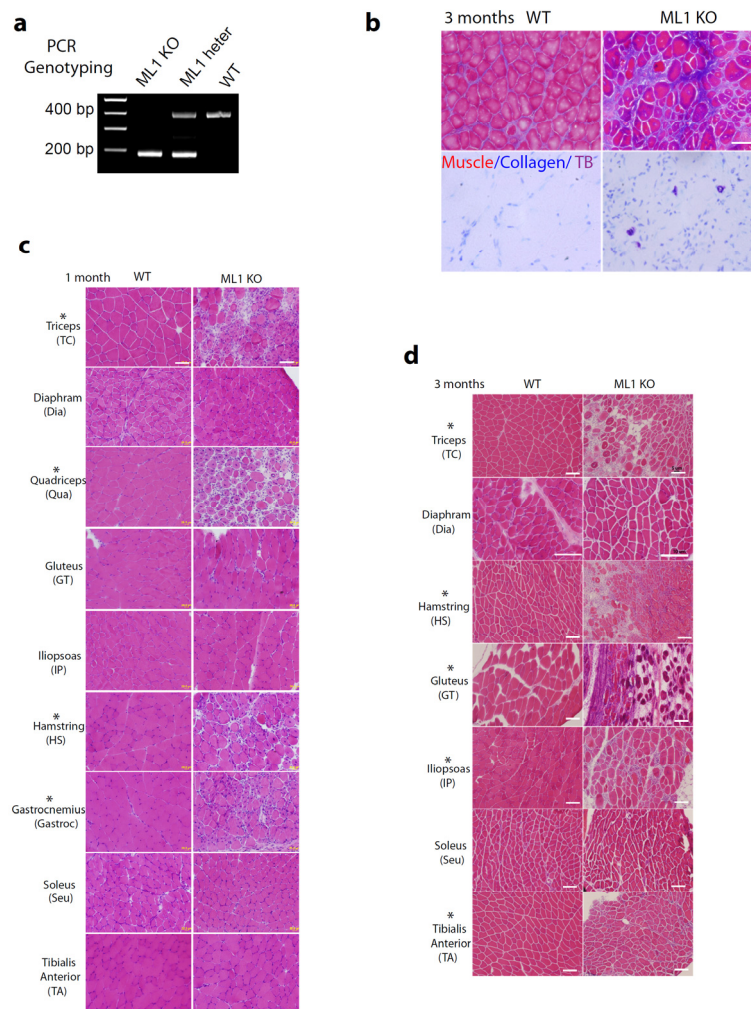 a
PCR
Genotyping
ML1 KO
ML1 heter
WT
400 bp
200 bp
b
3 months WT
ML1 KO
Muscle/Collagen/ TB
c
1 month
WT
ML1 KO
*
Triceps
(TC)
Diaphram
(Dia)
*
Quadriceps
(Qua)
Gluteus
(GT)
Iliopsoas
(IP)
*
Hamstring
(HS)
*
Gastrocnemius
(Gastroc)
Soleus
(Seu)
Tibialis
Anterior
(TA)
d
3 months
WT
ML1 KO
*
Triceps
(TC)
Diaphram
(Dia)
*
Hamstring
(HS)
*
Gluteus
(GT)
*
Iliopsoas
(IP)
Soleus
(Seu)
*
Tibialis
Anterior
(TA)